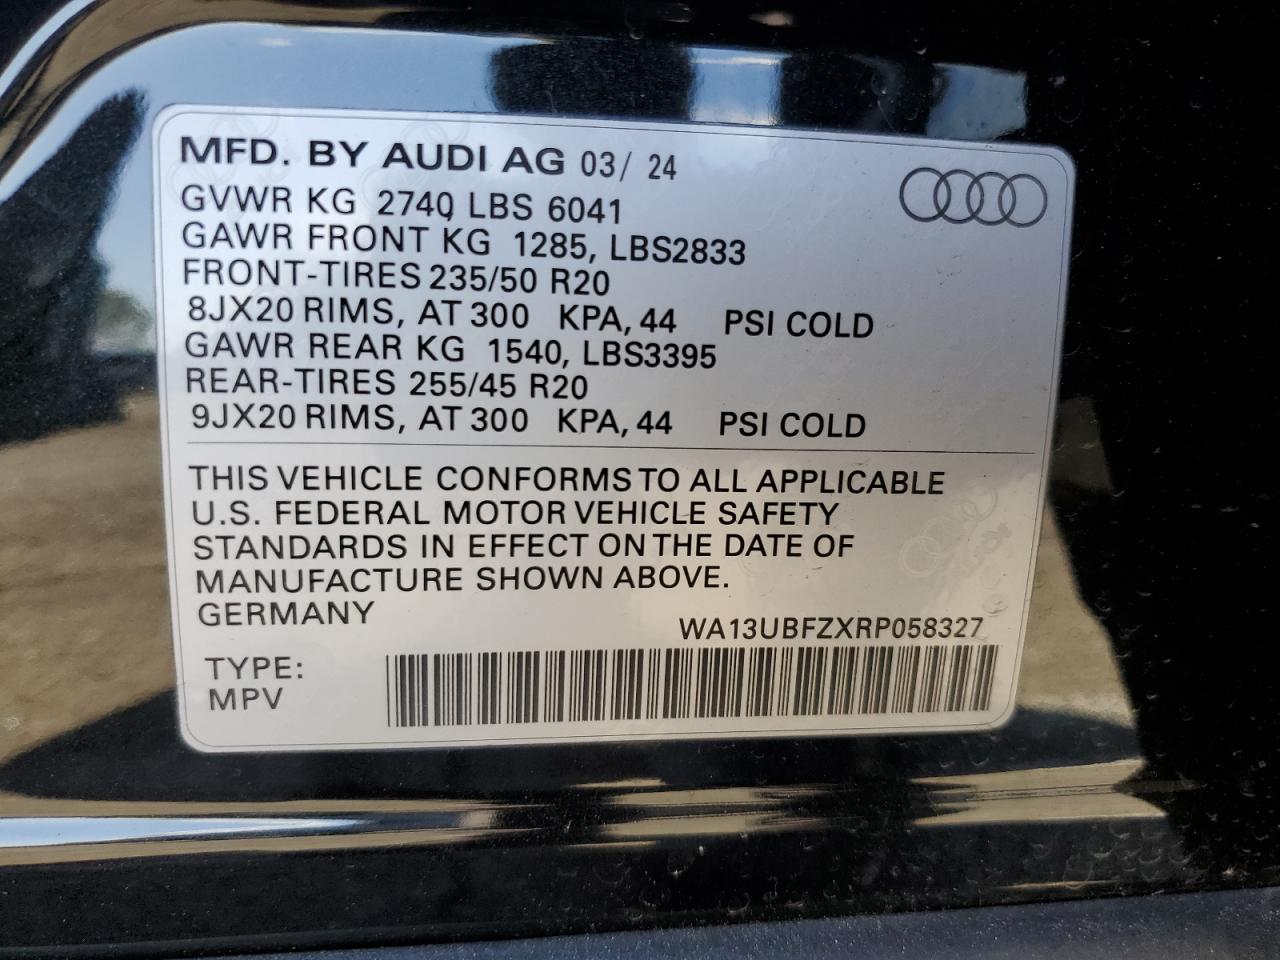 MFD. BY AUDI AG 03/ 24
GVWR KG 2740, LBS 6041
GAWR FRONT KG 1285, LBS2833
FRONT-TIRES 235/50 R20
8JX20 RIMS, AT 300 KPA, 44 PSI COLD
GAWR REAR KG 1540, LBS3395
REAR-TIRES 255/45 R20
9JX20 RIMS, AT 300 KPA, 44 PSI COLD
THIS VEHICLE CONFORMS TO ALL APPLICABLE
U.S. FEDERAL MOTOR VEHICLE SAFETY
STANDARDS IN EFFECT ON THE DATE OF
MANUFACTURE SHOWN ABOVE.
GERMANY
WA13UBFZXRP058327
TYPE:
MPV